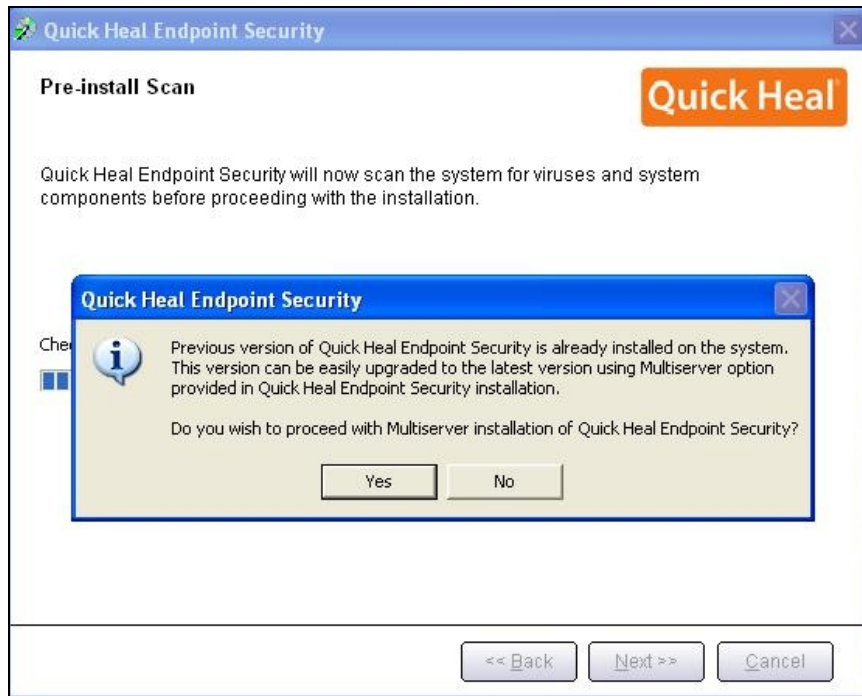 Quick Heal Endpoint Security
Pre-install Scan
Quick Heal
Quick Heal Endpoint Security will now scan the system for viruses and system
components before proceeding with the installation.
Quick Heal Endpoint Security
Previous version of Quick Heal Endpoint Security is already installed on the system.
This version can be easily upgraded to the latest version using Multiserver option
provided in Quick Heal Endpoint Security installation.
Do you wish to proceed with Multiserver installation of Quick Heal Endpoint Security?
Yes
No
<< Back
Next >>
Cancel